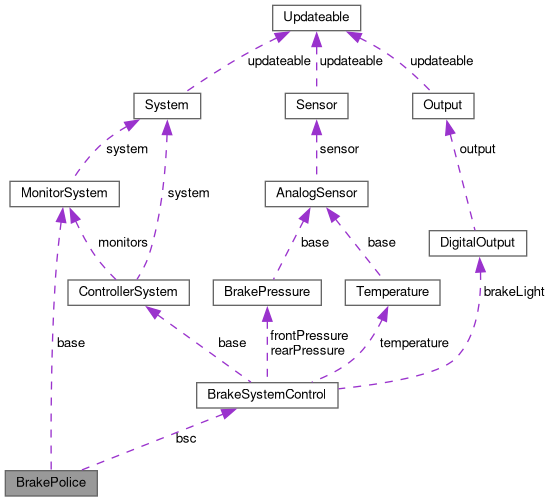 Updateable
updateable
updateable
updateable
System
Sensor
Output
system
sensor
output
MonitorSystem
system
AnalogSensor
monitors
base
base
DigitalOutput
ControllerSystem
BrakePressure
Temperature
brakeLight
base
base
frontPressure
rearPressure
temperature
BrakeSystemControl
bsc
BrakePolice